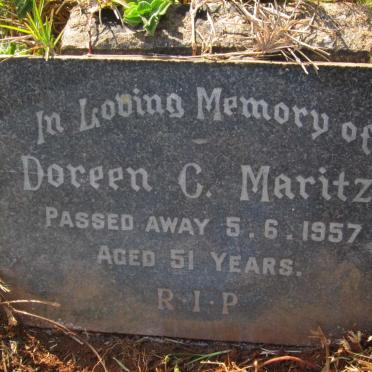 In Loving Memory of
Doreen C. Maritz
PASSED AWAY 5.6.1957
AGED 51 YEARS.
R·I·P